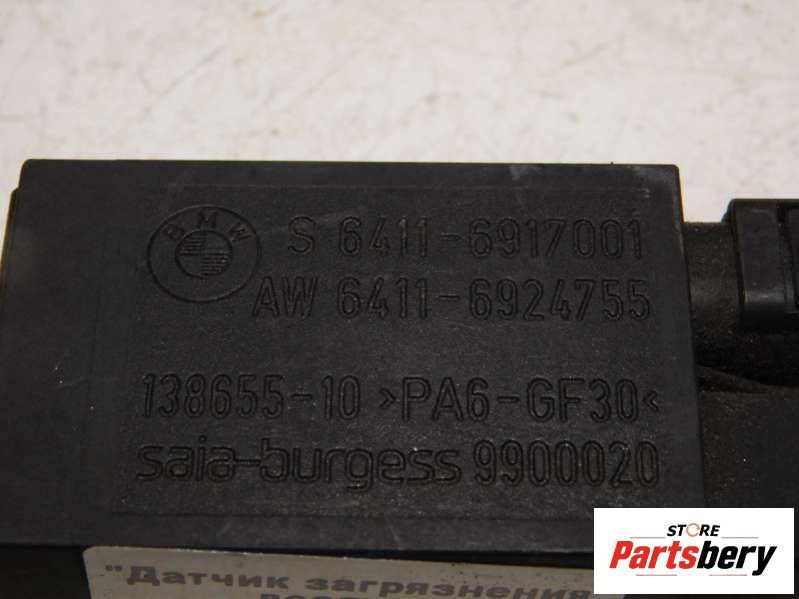 BMW
S 6411-6917001
AW 6411-6924755
138655-10 >PA6-GF30<
saia-burgess 9900020
"Датчик загрязнения
STORE
Partsbery